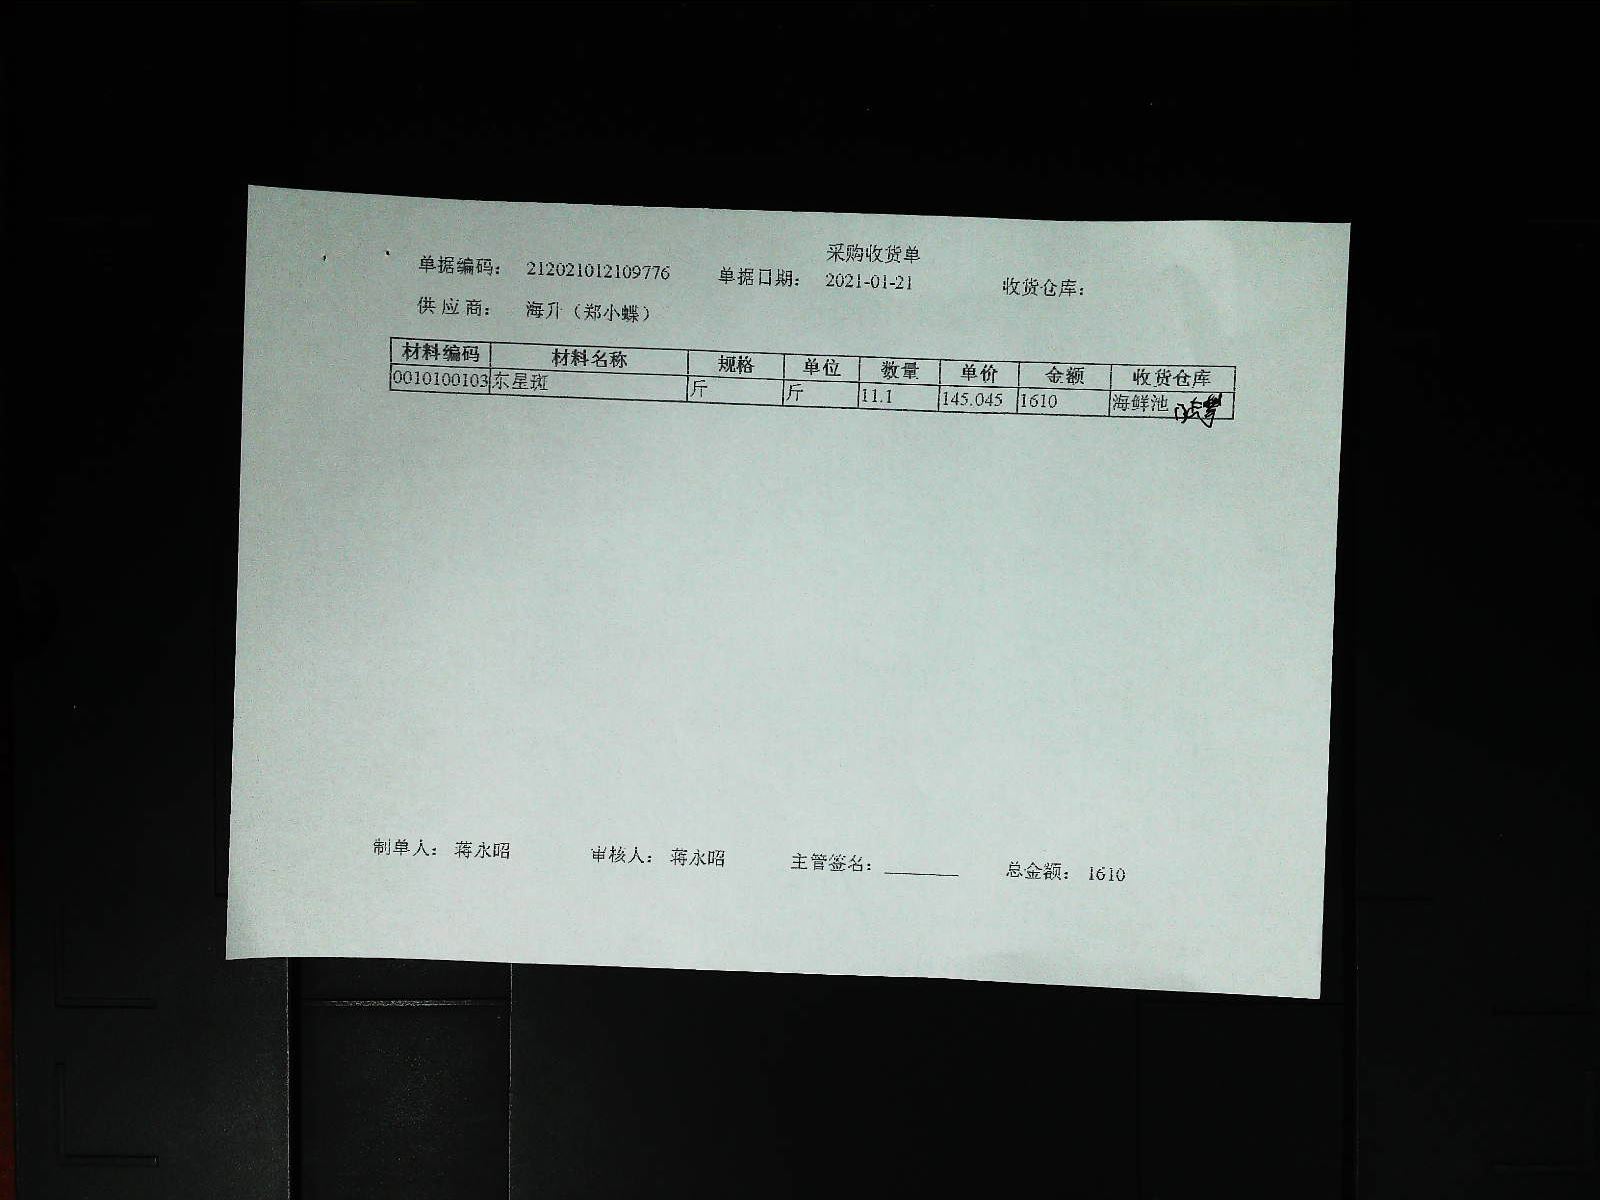 采购收货单
单据编码： 212021012109776 单据日期： 2021-01-21 收货仓库：
供 应 商： 海升（郑小蝶）
材料编码 材料名称 规格 单位 数量 单价 金额 收货仓库
0010100103 东星斑 斤 斤 11.1 145.045 1610 海鲜池
制单人： 蒋永昭 审核人： 蒋永昭 主管签名：_______ 总金额： 1610